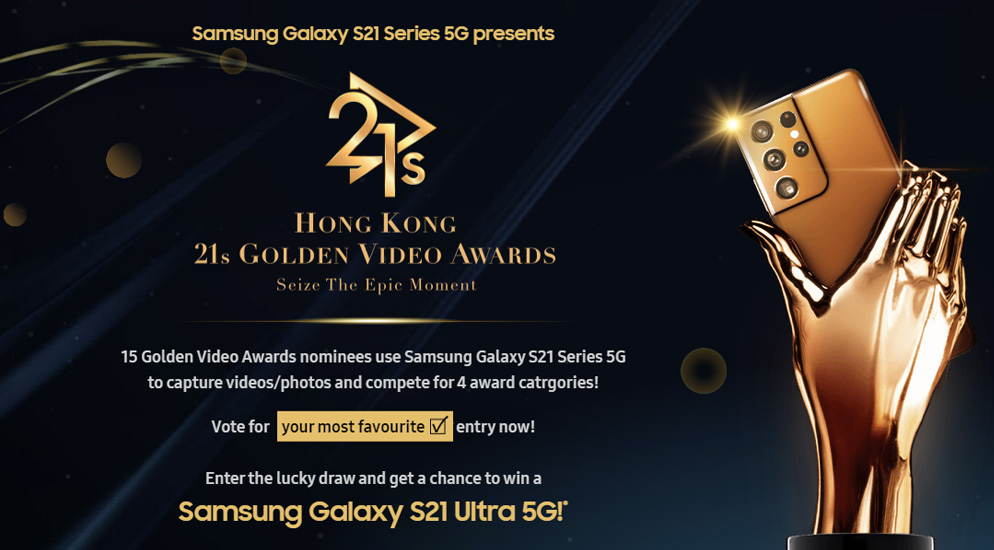 Samsung Galaxy S21 Series 5G presents
21s
HONG KONG
21s GOLDEN VIDEO AWARDS
Seize The Epic Moment
15 Golden Video Awards nominees use Samsung Galaxy S21 Series 5G
to capture videos/photos and compete for 4 award catrgories!
Vote for your most favourite ☑ entry now!
Enter the lucky draw and get a chance to win a
Samsung Galaxy S21 Ultra 5G!*